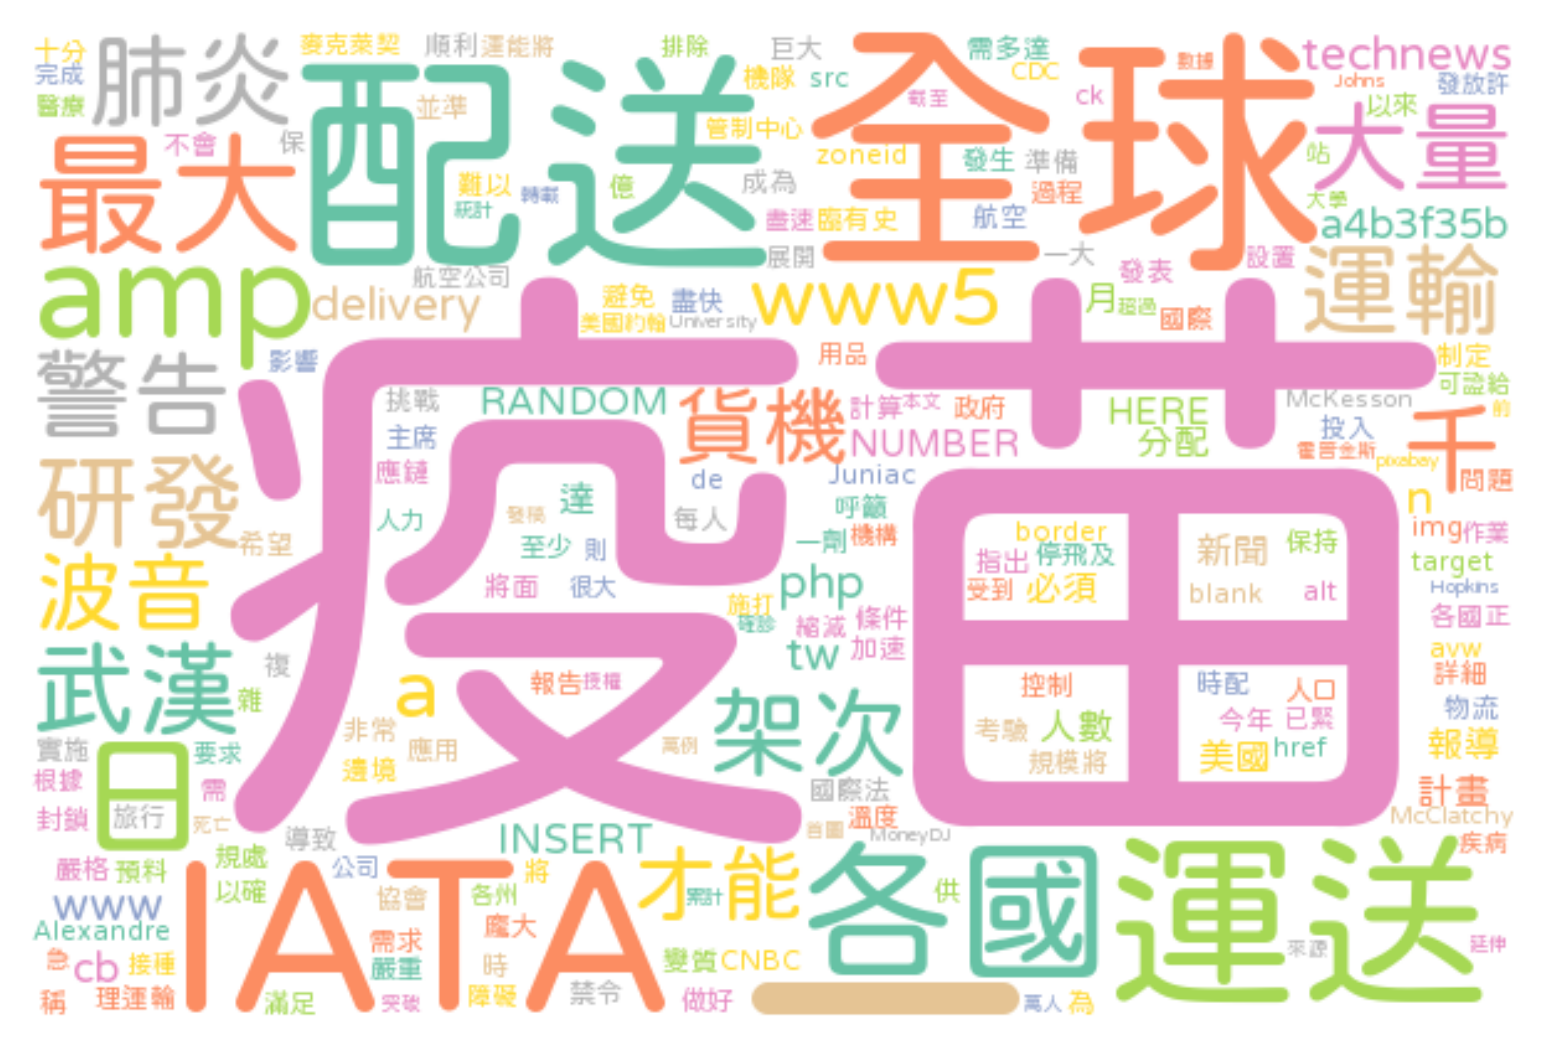 十分
完成
醫療
肺炎
麥克萊契
順利
運能將
排除
巨大
機隊
src
需多達
CDC
數據
technews
Johns
發放許
以來
ck
截至
全球
配送
並準
管制中心
zoneid
發生
準備
站
大量
最大
不會
保
難以
統計
轉載
億
成為
過程
大學
盡速
臨有史
航空
a4b3f35b
展開
一大
發表
設置
amp
delivery
航空公司
避免
盡快
美國約翰
University
www5
月
超過
國際
運輸
警告
影響
用品
制定
可證給
挑戰
RANDOM
貨機
計算
本文
政府
HERE
McKesson
投入
千
前
主席
NUMBER
分配
霍普金斯
pixabay
問題
研發
希望
應鏈
人力
de
Juniac
達
發稿
每人
呼籲
機構
n
img
作業
至少
則
一劑
border
指出
停飛及
新聞
保持
target
波音
將面
很大
php
受到
必須
blank
alt
Hopkins
各國正
疫苗
施打
確診
縮減
條件
加速
tw
avw
詳細
武漢
複
雜
a
報告
授權
控制
時配
人口
物流
架次
考驗
人數
今年
已緊
報導
非常
應用
萬例
規模將
美國
href
實施
日
要求
邊境
根據
需
國際法
計畫
封鎖
旅行
死亡
導致
INSERT
首圖
溫度
MoneyDJ
McClatchy
疾病
嚴格
預料
規處
以確
公司
IATA
將
才能
累計
各國
供
運送
www
協會
各州
Alexandre
需求
龐大
急
cb
接種
嚴重
時
變質
CNBC
來源
延伸
稱
理運輸
滿足
突破
障礙
禁令
做好
萬人
為